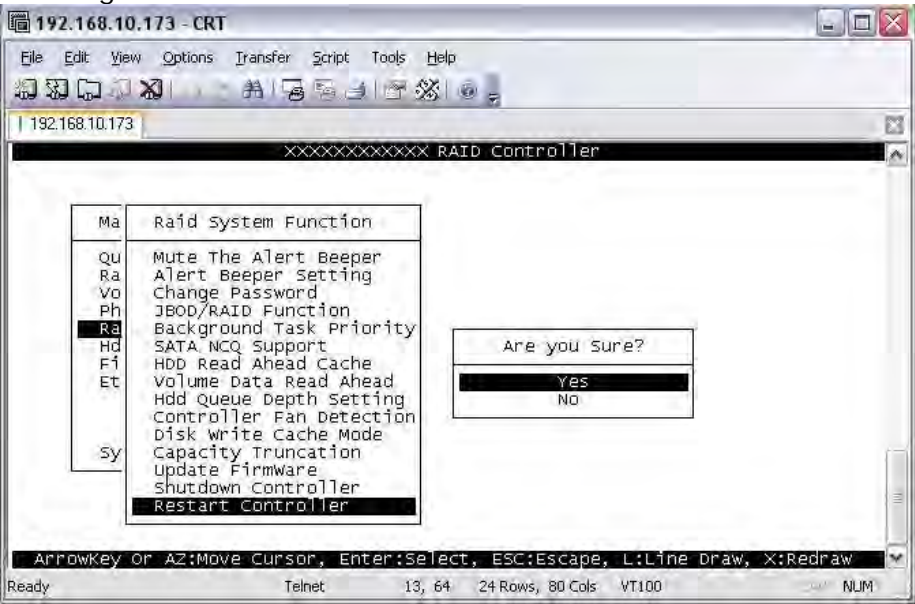 192.168.10.173 - CRT
File Edit View Options Transfer Script Tools Help
192.168.10.173
XXXXXXXXXXXX RAID Controller
Ma
Raid System Function
Qu
Mute The Alert Beeper
Ra
Alert Beeper Setting
Vo
Change Password
Ph
JBOD/RAID Function
Ra
Background Task Priority
Hd
SATA NCQ Support
Fi
HDD Read Ahead Cache
Et
Volume Data Read Ahead
Hdd Queue Depth Setting
Controller Fan Detection
Disk Write Cache Mode
Sy
Capacity Truncation
Update FirmWare
Shutdown Controller
Restart Controller
Are you Sure?
Yes
No
ArrowKey Or AZ:Move Cursor, Enter:Select, ESC:Escape, L:Line Draw, X:Redraw
Ready Telnet 13, 64 24 Rows, 80 Cols VT100 NUM